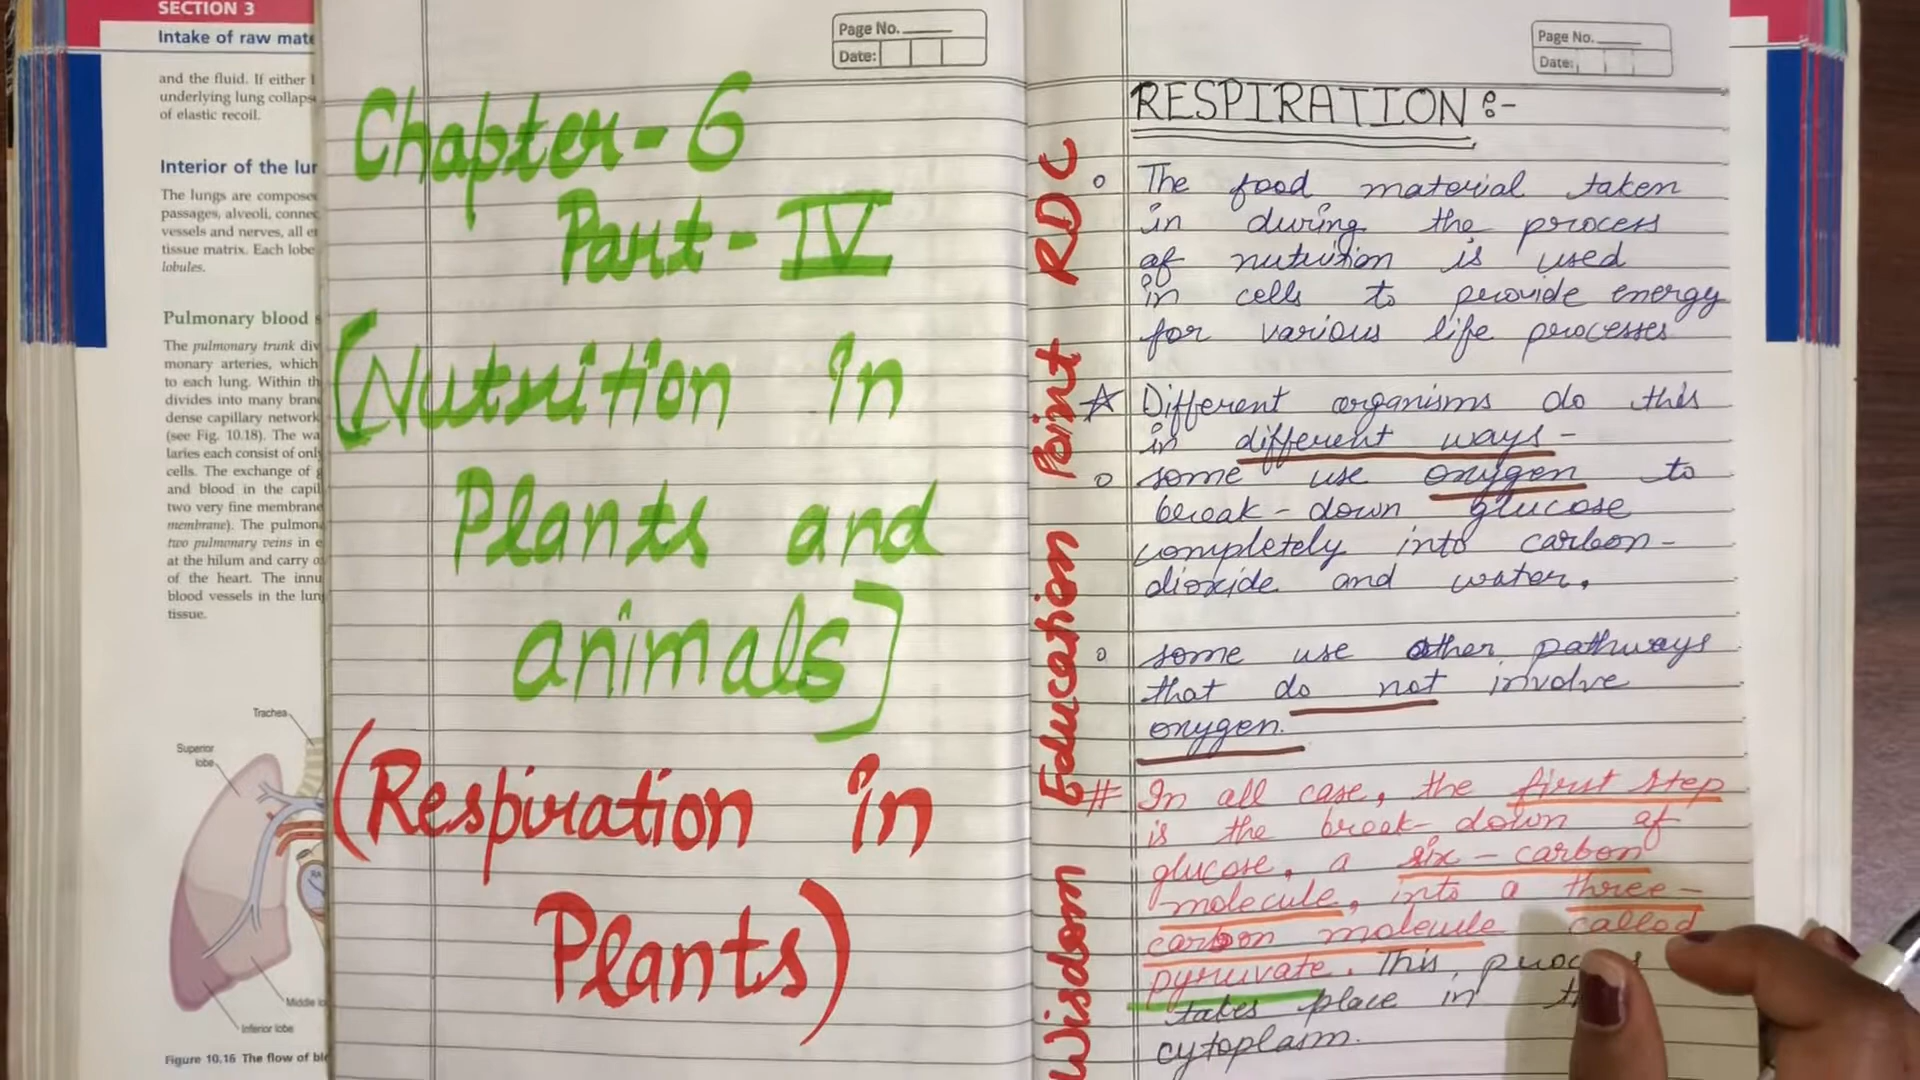 SECTION 3
Intake of raw mate
and the fluid. If either
underlying lung collaps
of elastic recoil.
Interior of the lun
The lungs are compose
passages, alveoli, connec
vessels and nerves, all e
tissue matrix. Each lobe
lobules.
Pulmonary blood s
The pulmonary trunk div
monary arteries, which
to each lung. Within th
divides into many bran
dense capillary network
(see Fig. 10.18). The wa
laries each consist of onl
cells. The exchange of g
and blood in the capil
two very fine membrane
membrane). The pulmon
two pulmonary veins in e
at the hilum and carry o
of the heart. The innu
blood vessels in the lun
tissue.
Trachea
Superior
lobe
RA
Middle lo
Inferior lobe
Figure 10.16 The flow of bl
Page No.
Date:
Chapter-6
Part-IV
(Nutrition in
Plants and
animals]
(Respiration in
Plants)
Wisdom Education Point RDC
Page No.
Date:
RESPIRATION :-
The food material taken
in during the process
of nutrition is used
in cells to provide energy
for various life processes
☆ Different organisms do this
in different ways -
some use oxygen to
break-down glucose
completely into carbon-
dioxide and water.
some use other pathways
that do not involve
oxygen.
# In all case, the first step
is the break-down of
glucose, a six-carbon
molecule, into a three-
carbon molecule called
pyruvate. This
takes place in
cytoplasm.